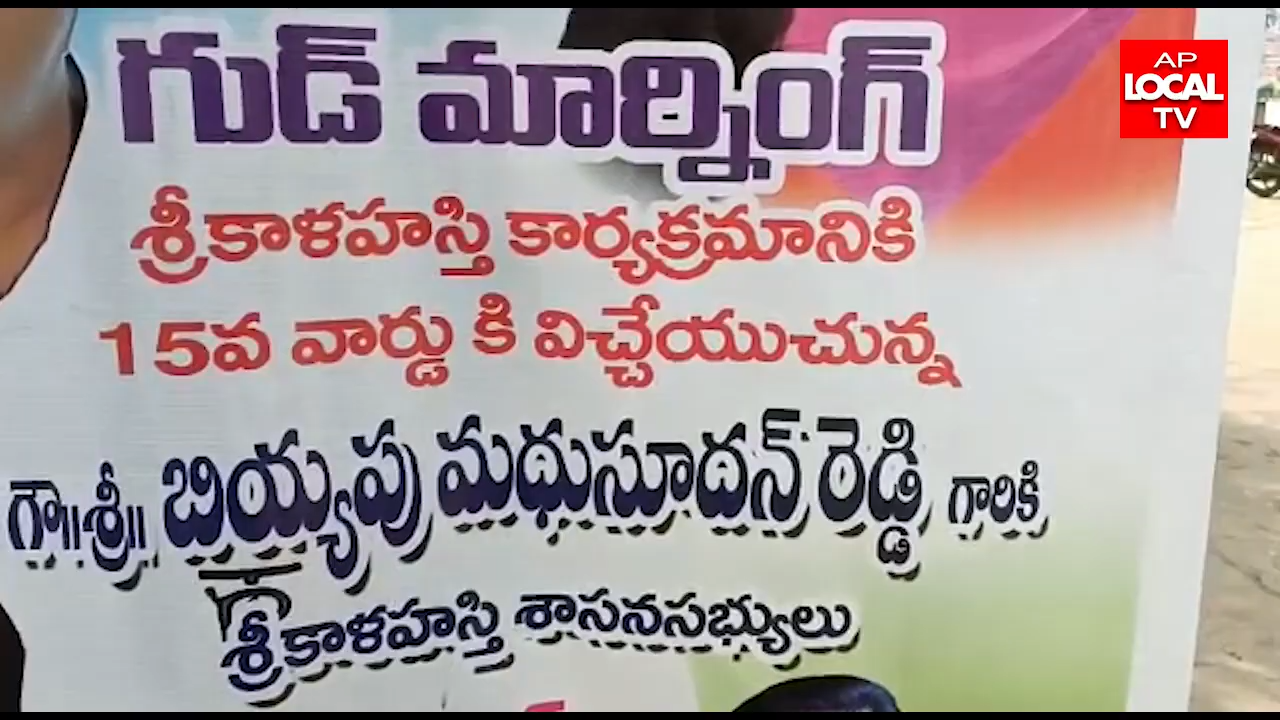 గుడ్ మార్నింగ్
శ్రీకాళహస్తి కార్యక్రమానికి
15వ వార్డు కి విచ్చేయుచున్న
గౌ||శ్రీ|| బియ్యపు మధుసూదన్ రెడ్డి గారికి
శ్రీకాళహస్తి శాసనసభ్యులు
AP
LOCAL
TV